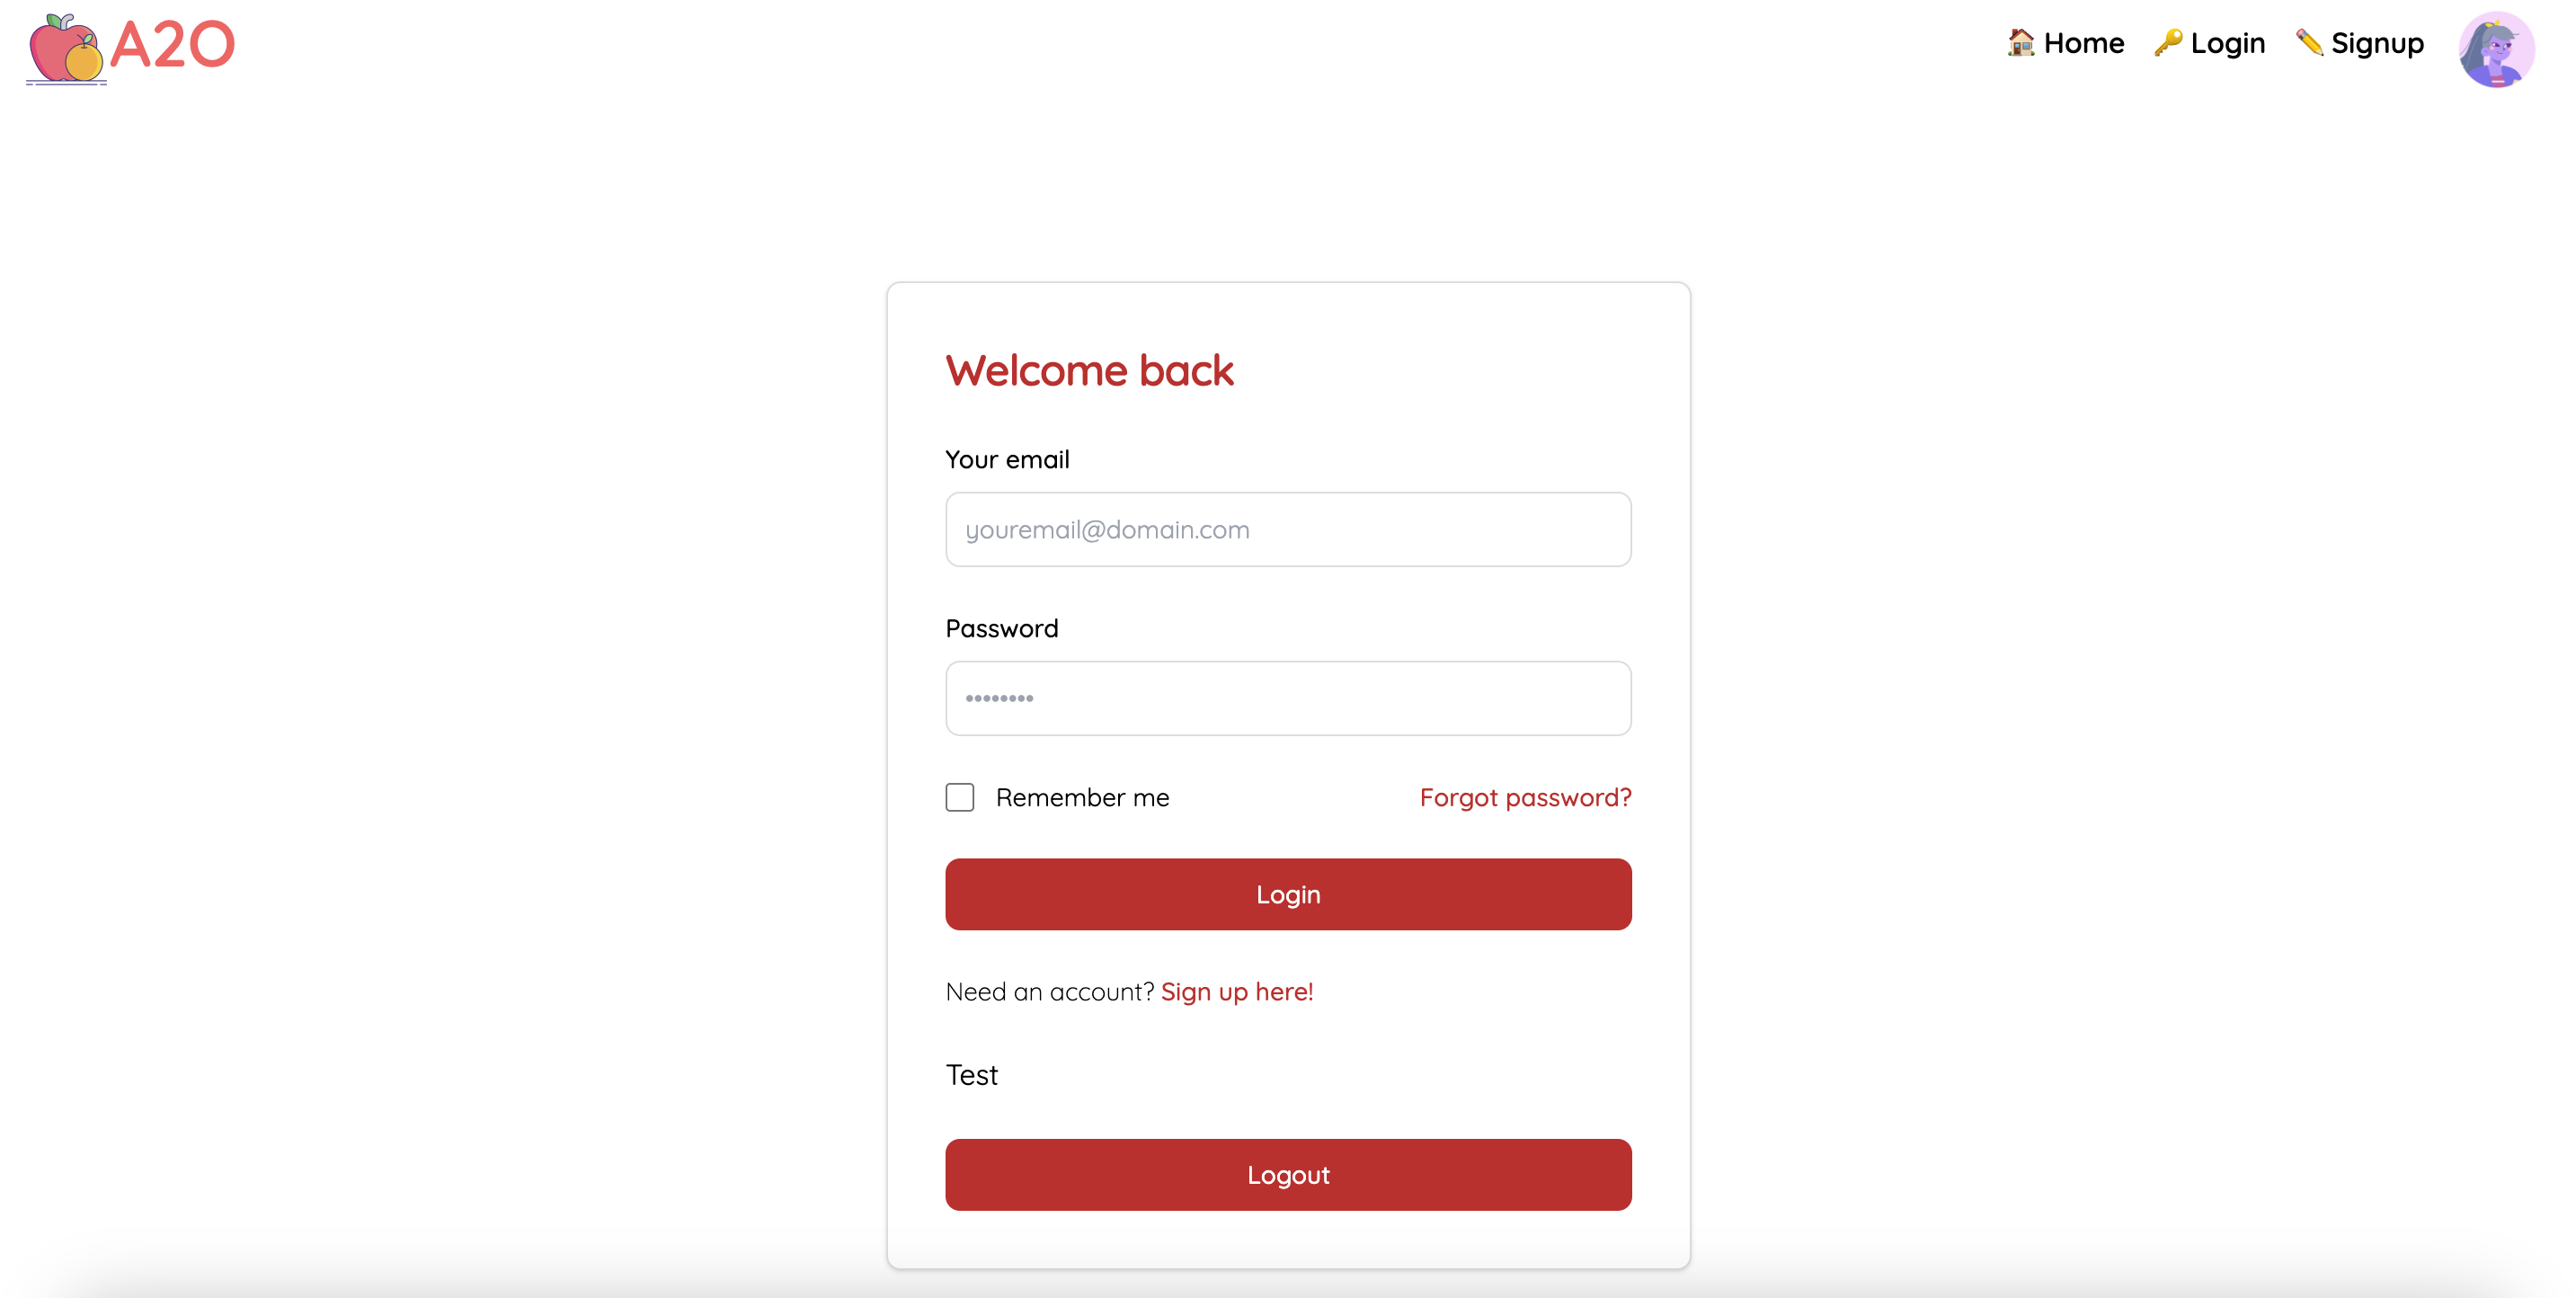 A2O
Home Login Signup
Welcome back
Your email
youremail@domain.com
Password
••••••••
Remember me Forgot password?
Login
Need an account? Sign up here!
Test
Logout